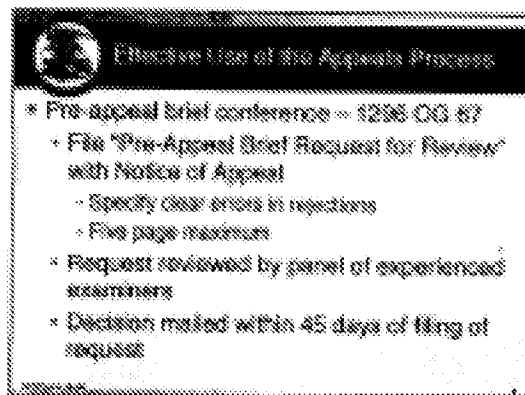 Effective Use of the Appeals Process
* Pre-appeal brief conference – 1296 OG 67
• File "Pre-Appeal Brief Request for Review"
with Notice of Appeal
- Specify clear errors in rejections
- Five page maximum
• Request reviewed by panel of experienced
examiners
• Decision mailed within 45 days of filing of
request